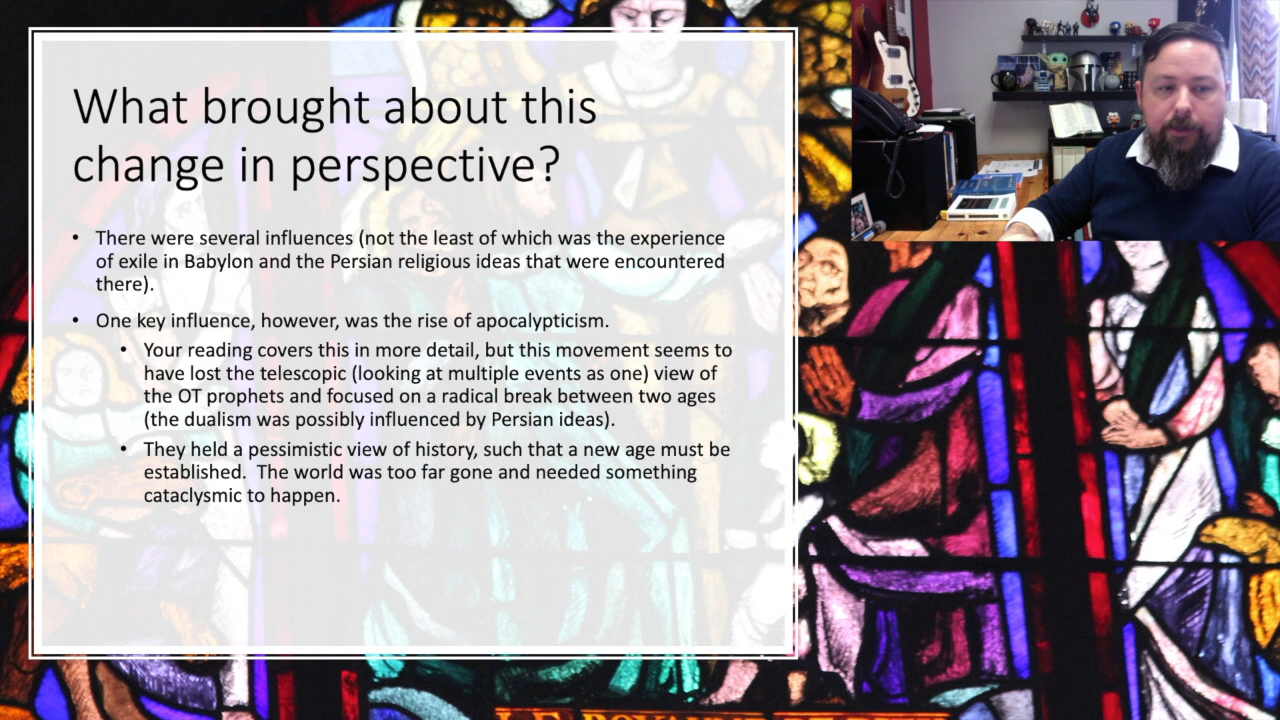 What brought about this
change in perspective?
• There were several influences (not the least of which was the experience
of exile in Babylon and the Persian religious ideas that were encountered
there).
• One key influence, however, was the rise of apocalypticism.
• Your reading covers this in more detail, but this movement seems to
have lost the telescopic (looking at multiple events as one) view of
the OT prophets and focused on a radical break between two ages
(the dualism was possibly influenced by Persian ideas).
• They held a pessimistic view of history, such that a new age must be
established.  The world was too far gone and needed something
cataclysmic to happen.